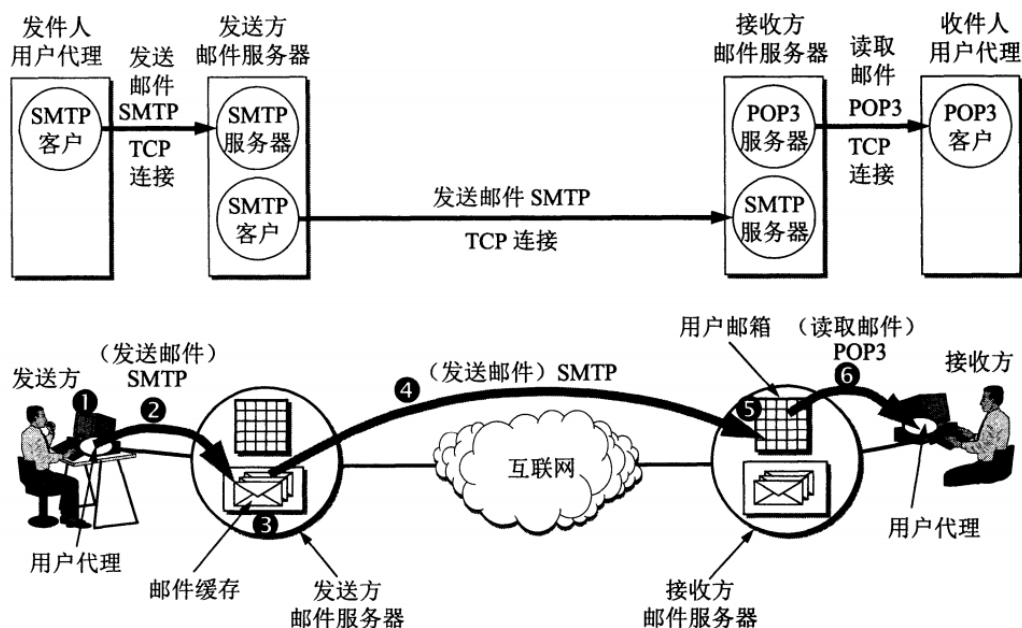 发件人
用户代理
发送
邮件
SMTP
TCP
连接
发送方
邮件服务器
接收方
邮件服务器
读取
邮件
POP3
TCP
连接
收件人
用户代理
SMTP
客户
SMTP
服务器
SMTP
客户
发送邮件 SMTP
TCP 连接
POP3
服务器
SMTP
服务器
POP3
客户
发送方
(发送邮件)
SMTP
❶
❷
❸
❹
(发送邮件) SMTP
用户邮箱
(读取邮件)
POP3
❺
❻
接收方
互联网
用户代理
邮件缓存
发送方
邮件服务器
接收方
邮件服务器
用户代理